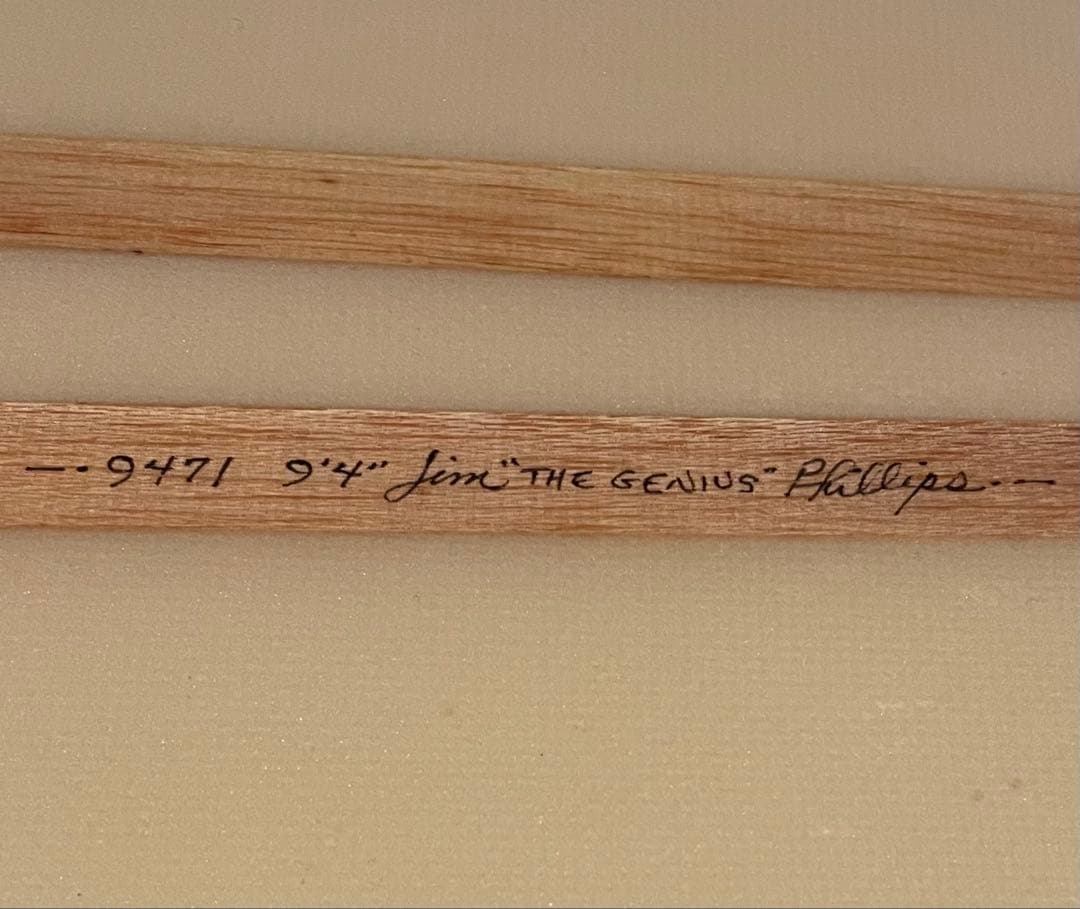 —· 9471 9'4" Jim "THE GENIUS" Phillips ·—